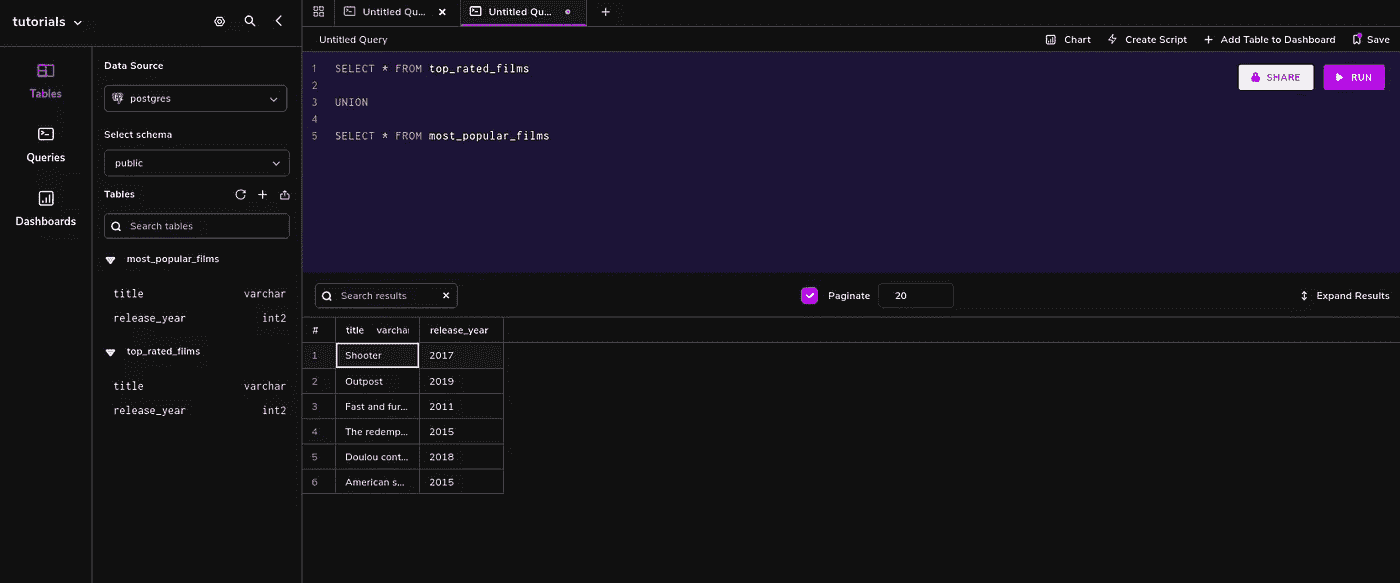 tutorials
Tables
Queries
Dashboards
Data Source
postgres
Select schema
public
Tables
Search tables
most_popular_films
title varchar
release_year int2
top_rated_films
title varchar
release_year int2
Untitled Qu...
Untitled Qu...
Untitled Query
Chart
Create Script
Add Table to Dashboard
Save
1 SELECT * FROM top_rated_films
2
3 UNION
4
5 SELECT * FROM most_popular_films
SHARE
RUN
Search results
Paginate 20
Expand Results
# title varchar release_year
1 Shooter 2017
2 Outpost 2019
3 Fast and fur... 2011
4 The redemp... 2015
5 Doulou cont... 2018
6 American s... 2015